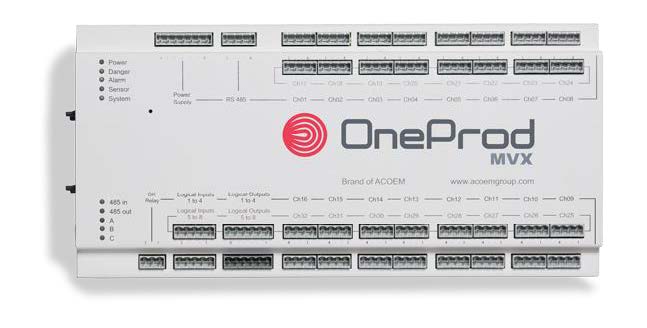 Power
Danger
Alarm
Sensor
System
Power
Supply
RS 485
Ch17 Ch18 Ch19 Ch20 Ch21 Ch22 Ch23 Ch24
Ch01 Ch02 Ch03 Ch04 Ch05 Ch06 Ch07 Ch08
OneProd
MVX
Brand of ACOEM www.acoemgroup.com
485 in
485 out
A
B
C
OK
Relay
Logical Inputs
1 to 4
Logical Outputs
1 to 4
Ch16 Ch15 Ch14 Ch13 Ch12 Ch11 Ch10 Ch09
Logical Inputs
5 to 8
Logical Outputs
5 to 8
Ch32 Ch31 Ch30 Ch29 Ch28 Ch27 Ch26 Ch25